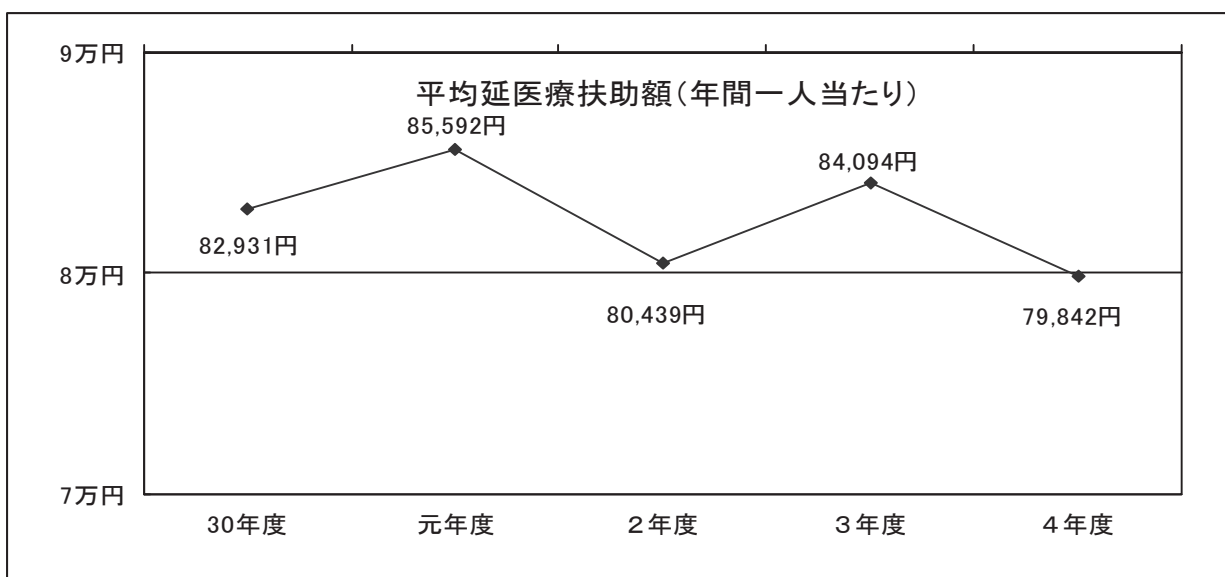 9万円
平均延医療扶助額（年間一人当たり）
85,592円
84,094円
82,931円
8万円
80,439円
79,842円
7万円
30年度
元年度
２年度
３年度
４年度